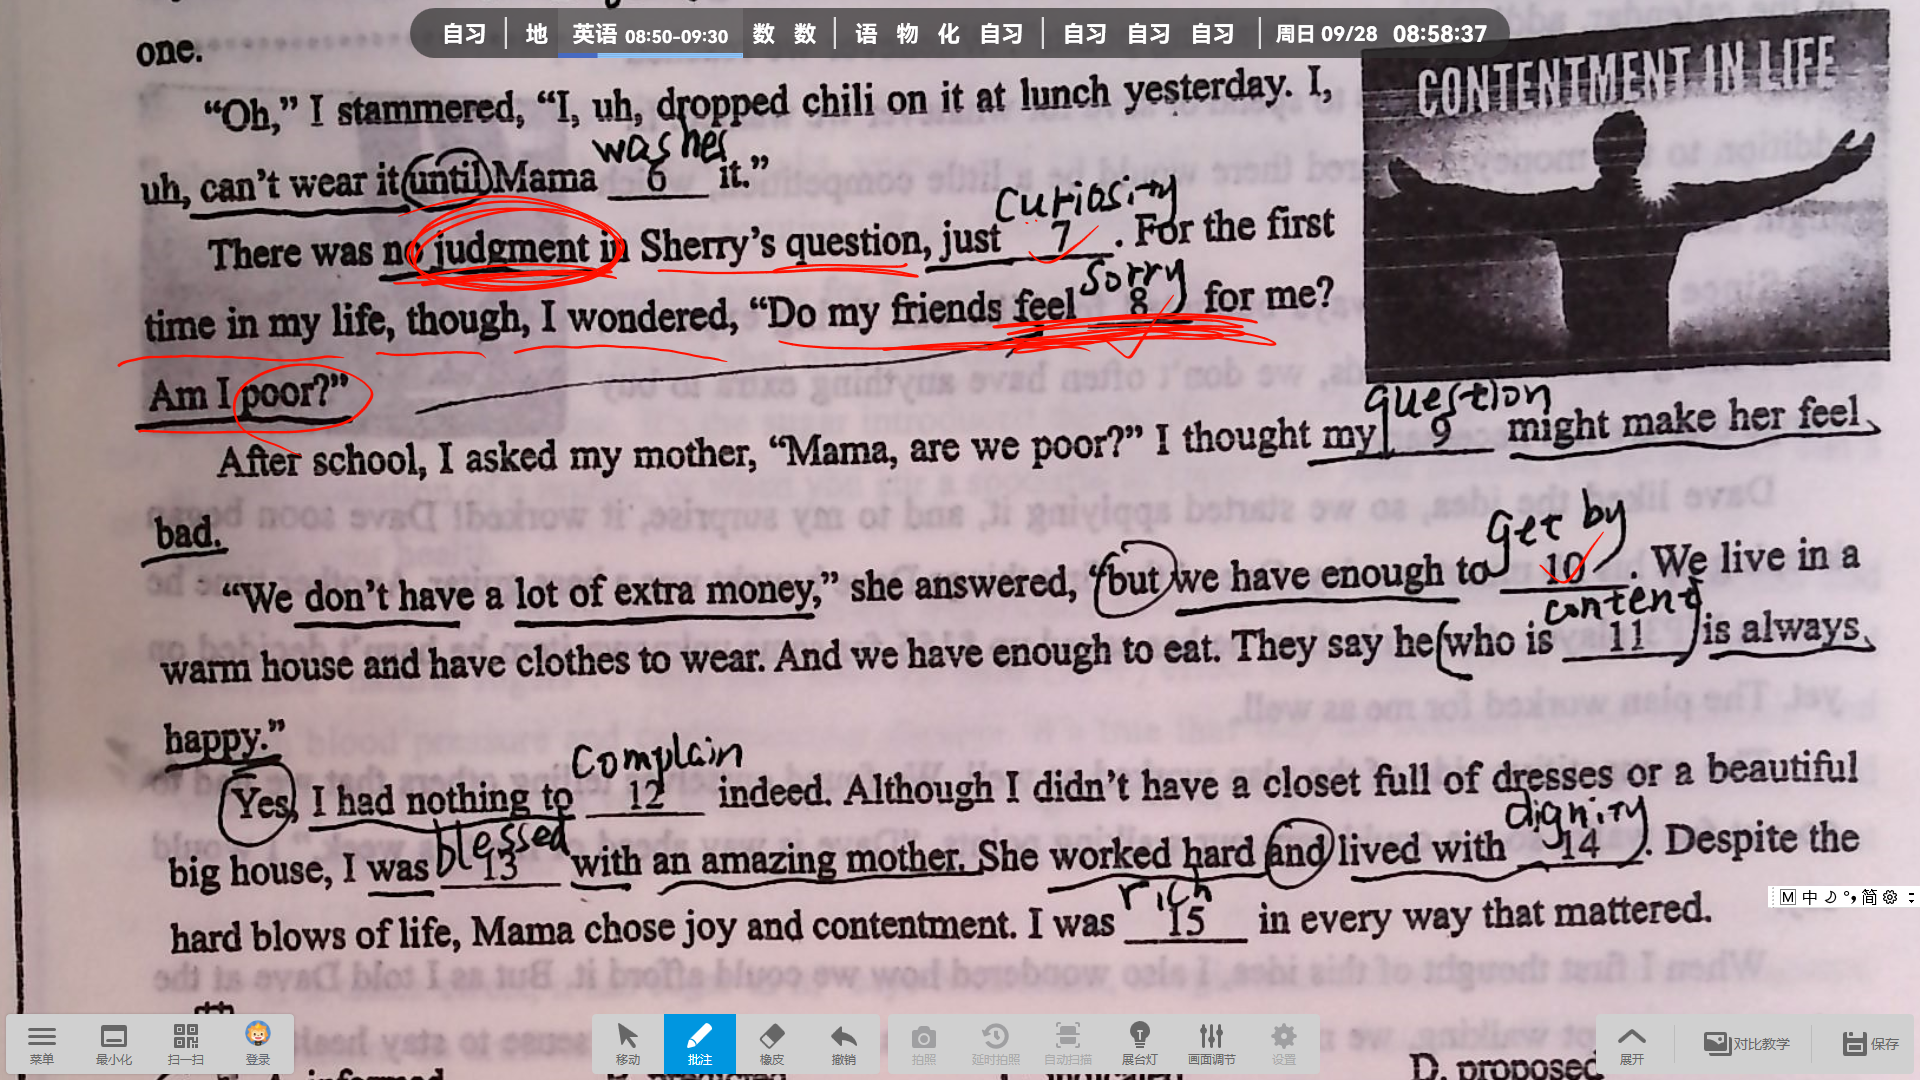 自习 地 英语 08:50-09:30 数 数 语 物 化 自习 自习 自习 自习 周日 09/28 08:58:37
one.
CONTENTMENT IN LIFE
“Oh,” I stammered, “I, uh, dropped chili on it at lunch yesterday. I,
washes
uh, can’t wear it until Mama 6 it.”
curiosity
There was no judgment in Sherry’s question, just 7. For the first
sorry
time in my life, though, I wondered, “Do my friends feel 8 for me?
Am I poor?”
question
After school, I asked my mother, “Mama, are we poor?” I thought my 9 might make her feel
bad.
get by
“We don’t have a lot of extra money,” she answered, “but we have enough to 10. We live in a
content
warm house and have clothes to wear. And we have enough to eat. They say he who is 11 is always
happy.”
complain
Yes, I had nothing to 12 indeed. Although I didn’t have a closet full of dresses or a beautiful
blessed dignity
big house, I was 13 with an amazing mother. She worked hard and lived with 14. Despite the
rich
hard blows of life, Mama chose joy and contentment. I was 15 in every way that mattered.
D. proposed
M 中 简
菜单 最小化 扫一扫 登录 移动 批注 橡皮 撤销 拍照 延时拍照 自动扫描 展台灯 画面调节 设置 展开 对比教学 保存